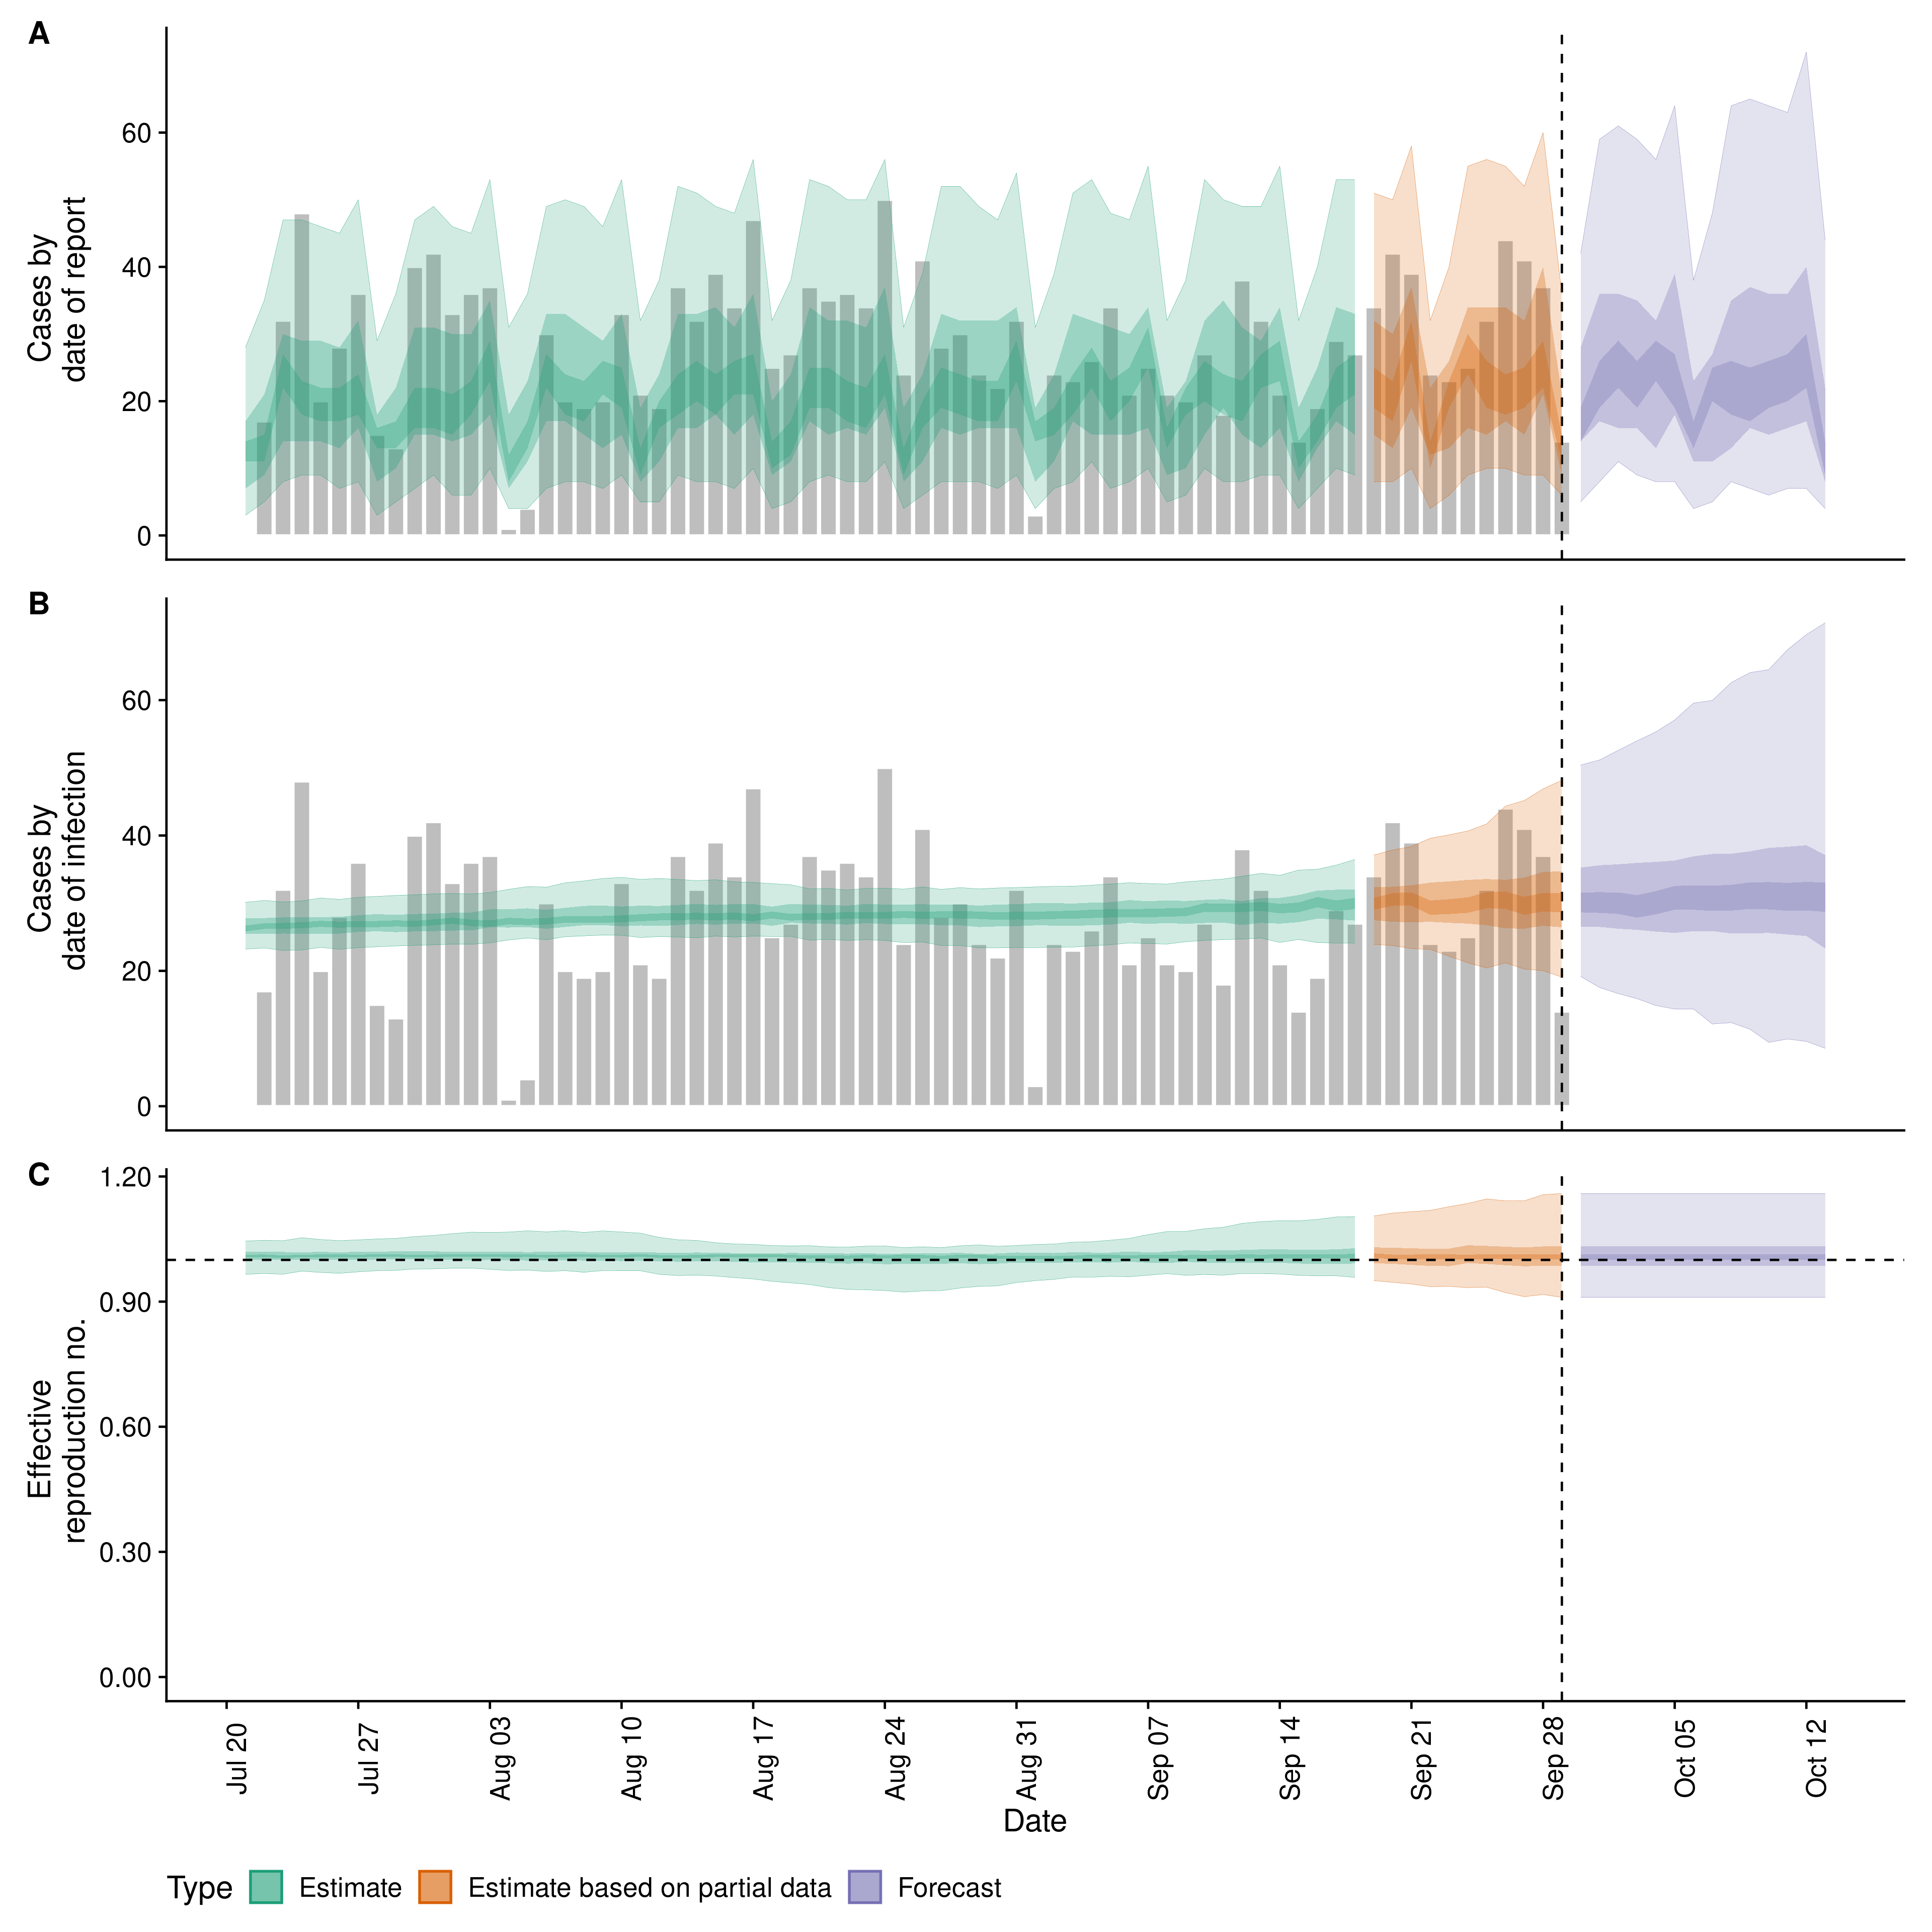 A
Cases by
date of report
60
40
20
0
B
Cases by
date of infection
60
40
20
0
C
Effective
reproduction no.
1.20
0.90
0.60
0.30
0.00
Jul 20
Jul 27
Aug 03
Aug 10
Aug 17
Aug 24
Aug 31
Sep 07
Sep 14
Sep 21
Sep 28
Oct 05
Oct 12
Date
Type Estimate Estimate based on partial data Forecast